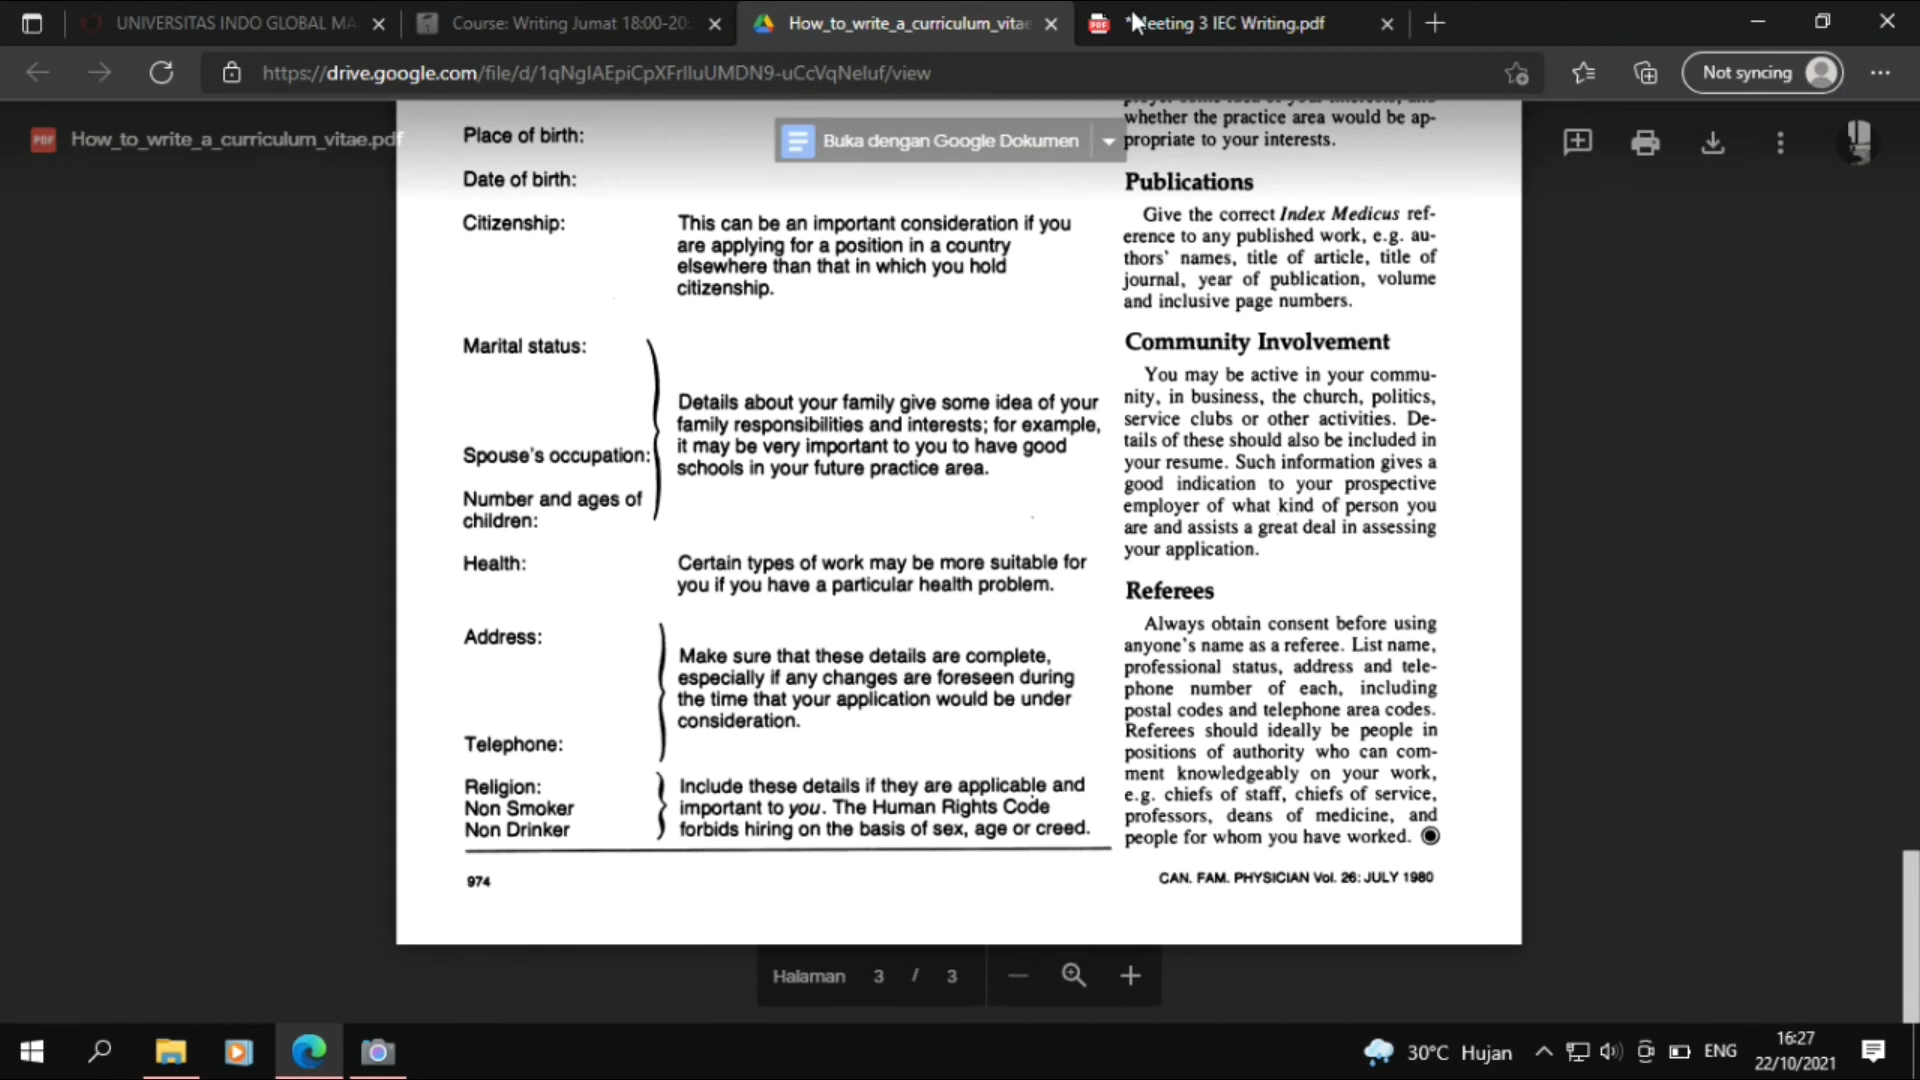 UNIVERSITAS INDO GLOBAL MA
Course: Writing Jumat 18:00-20:
How_to_write_a_curriculum_vitae
*Meeting 3 IEC Writing.pdf
https://drive.google.com/file/d/1qNgIAEpiCpXFrlluUMDN9-uCcVqNeluf/view
Not syncing
How_to_write_a_curriculum_vitae.pdf
Buka dengan Google Dokumen
Place of birth:
Date of birth:
Citizenship:
This can be an important consideration if you
are applying for a position in a country
elsewhere than that in which you hold
citizenship.
Marital status:
Spouse's occupation:
Number and ages of
children:
Details about your family give some idea of your
family responsibilities and interests; for example,
it may be very important to you to have good
schools in your future practice area.
Health:
Certain types of work may be more suitable for
you if you have a particular health problem.
Address:
Telephone:
Make sure that these details are complete,
especially if any changes are foreseen during
the time that your application would be under
consideration.
Religion:
Non Smoker
Non Drinker
Include these details if they are applicable and
important to you. The Human Rights Code
forbids hiring on the basis of sex, age or creed.
974
whether the practice area would be ap-
propriate to your interests.
Publications
Give the correct Index Medicus ref-
erence to any published work, e.g. au-
thors' names, title of article, title of
journal, year of publication, volume
and inclusive page numbers.
Community Involvement
You may be active in your commu-
nity, in business, the church, politics,
service clubs or other activities. De-
tails of these should also be included in
your resume. Such information gives a
good indication to your prospective
employer of what kind of person you
are and assists a great deal in assessing
your application.
Referees
Always obtain consent before using
anyone's name as a referee. List name,
professional status, address and tele-
phone number of each, including
postal codes and telephone area codes.
Referees should ideally be people in
positions of authority who can com-
ment knowledgeably on your work,
e.g. chiefs of staff, chiefs of service,
professors, deans of medicine, and
people for whom you have worked.
CAN. FAM. PHYSICIAN Vol. 26: JULY 1980
Halaman 3 / 3
30°C Hujan
ENG
16:27
22/10/2021